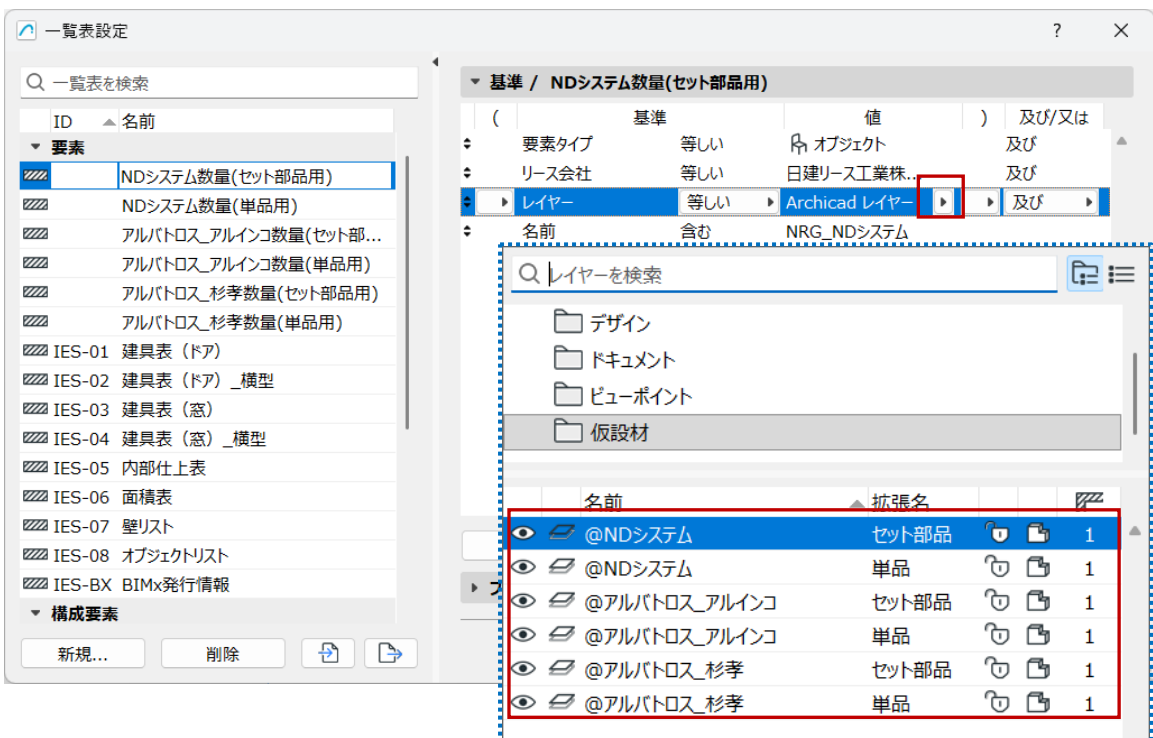 一覧表設定
?
一覧表を検索
ID 名前
要素
NDシステム数量(セット部品用)
NDシステム数量(単品用)
アルバトロス_アルインコ数量(セット部...
アルバトロス_アルインコ数量(単品用)
アルバトロス_杉孝数量(セット部品用)
アルバトロス_杉孝数量(単品用)
IES-01 建具表（ドア）
IES-02 建具表（ドア）_横型
IES-03 建具表（窓）
IES-04 建具表（窓）_横型
IES-05 内部仕上表
IES-06 面積表
IES-07 壁リスト
IES-08 オブジェクトリスト
IES-BX BIMx発行情報
構成要素
新規... 削除
基準 / NDシステム数量(セット部品用)
( 基準 値 ) 及び/又は
要素タイプ 等しい オブジェクト 及び
リース会社 等しい 日建リース工業株... 及び
レイヤー 等しい Archicad レイヤー 及び
名前 含む NRG_NDシステム
レイヤーを検索
デザイン
ドキュメント
ビューポイント
仮設材
名前 拡張名
@NDシステム セット部品 1
@NDシステム 単品 1
@アルバトロス_アルインコ セット部品 1
@アルバトロス_アルインコ 単品 1
@アルバトロス_杉孝 セット部品 1
@アルバトロス_杉孝 単品 1